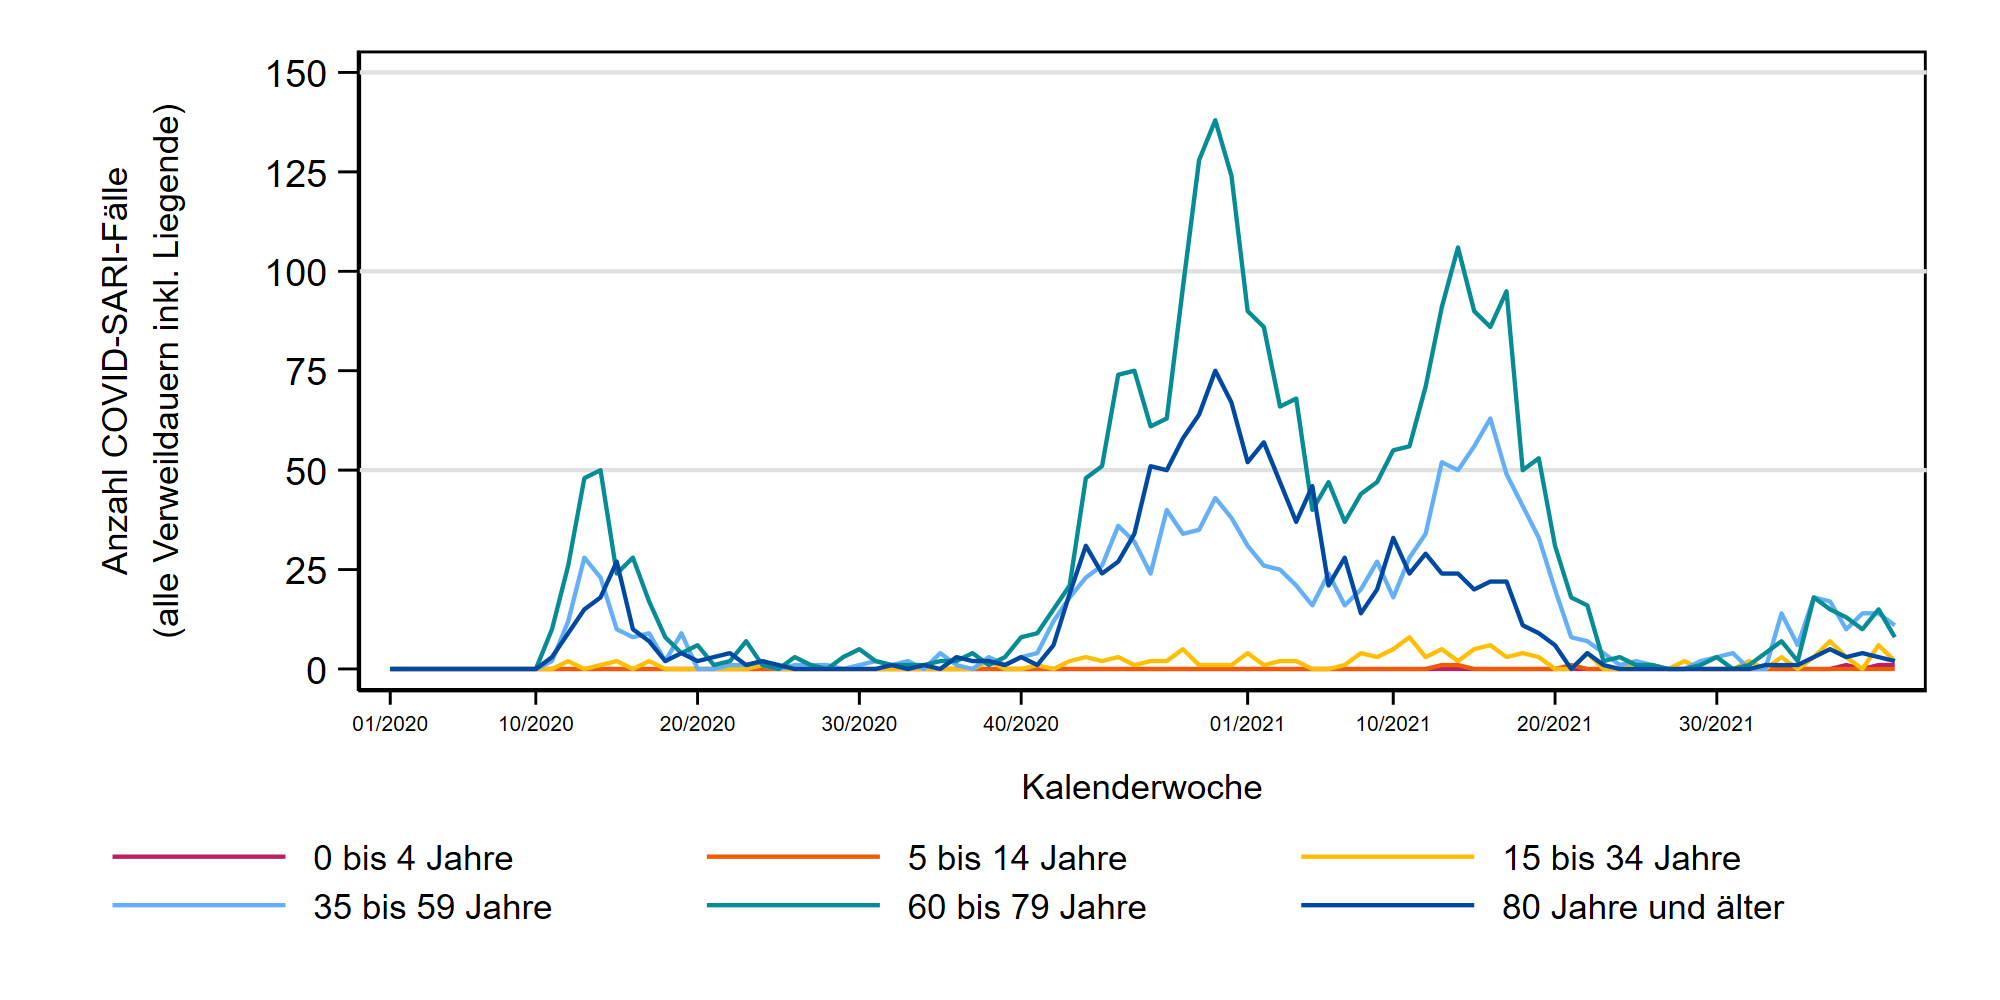 Anzahl COVID-SARI-Fälle
(alle Verweildauern inkl. Liegende)
150
125
100
75
50
25
0
01/2020 10/2020 20/2020 30/2020 40/2020 01/2021 10/2021 20/2021 30/2021
Kalenderwoche
0 bis 4 Jahre 5 bis 14 Jahre 15 bis 34 Jahre
35 bis 59 Jahre 60 bis 79 Jahre 80 Jahre und älter